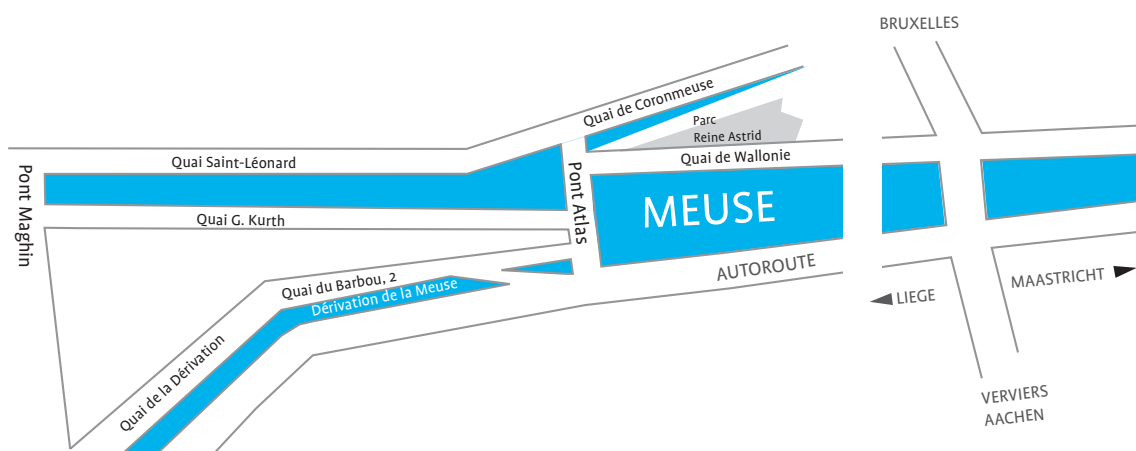 BRUXELLES
Quai de Coronmeuse
Parc
Reine Astrid
Quai Saint-Léonard
Quai de Wallonie
Pont Maghin
Pont Atlas
MEUSE
Quai G. Kurth
AUTOROUTE
MAASTRICHT
Quai du Barbou, 2
Dérivation de la Meuse
LIEGE
Quai de la Dérivation
VERVIERS
AACHEN